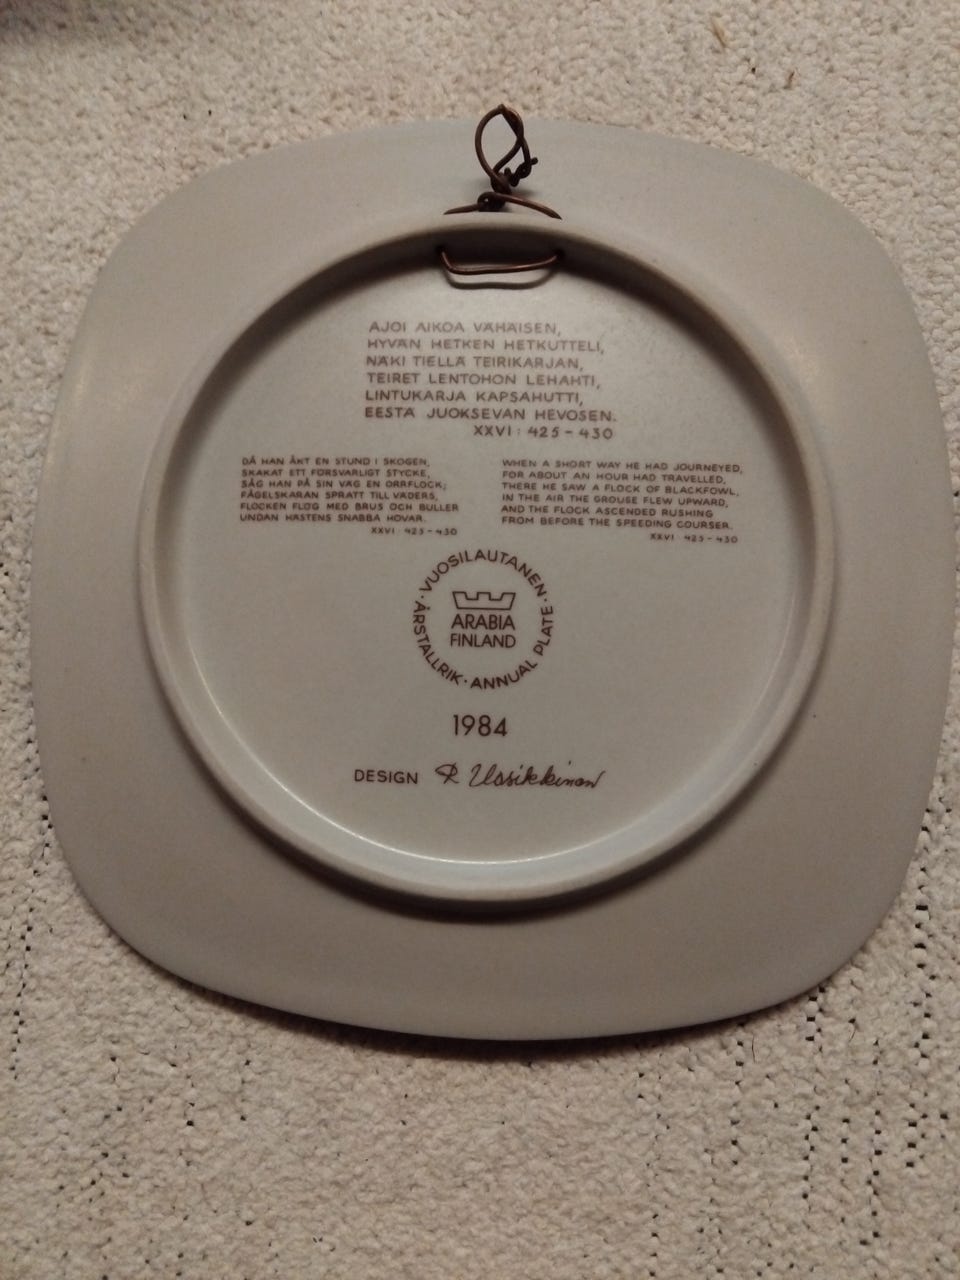 AJOI AIKOA VÄHÄISEN,
HYVÄN HETKEN HETKUTTELI,
NÄKI TIELLÄ TEIRIKARJAN,
TEIRET LENTOHON LEHAHTI,
LINTUKARJA KAPSAHUTTI,
EESTÄ JUOKSEVAN HEVOSEN.
XXVI : 425 - 430
DÅ HAN ÅKT EN STUND I SKOGEN,
SKAKAT ETT FÖRSVARLIGT STYCKE,
SÅG HAN PÅ SIN VÄG EN ORRFLOCK;
FÅGELSKARAN SPRATT TILL VÄDERS,
FLOCKEN FLÖG MED BRUS OCH BULLER
UNDAN HÄSTENS SNABBA HOVAR.
XXVI : 425 - 430
WHEN A SHORT WAY HE HAD JOURNEYED,
FOR ABOUT AN HOUR HAD TRAVELLED,
THERE HE SAW A FLOCK OF BLACKFOWL,
IN THE AIR THE GROUSE FLEW UPWARD,
AND THE FLOCK ASCENDED RUSHING
FROM BEFORE THE SPEEDING COURSER.
XXVI : 425 - 430
· VUOSILAUTANEN · ANNUAL PLATE · ÅRSTALLRIK
ARABIA
FINLAND
1984
DESIGN R Uosikkinen